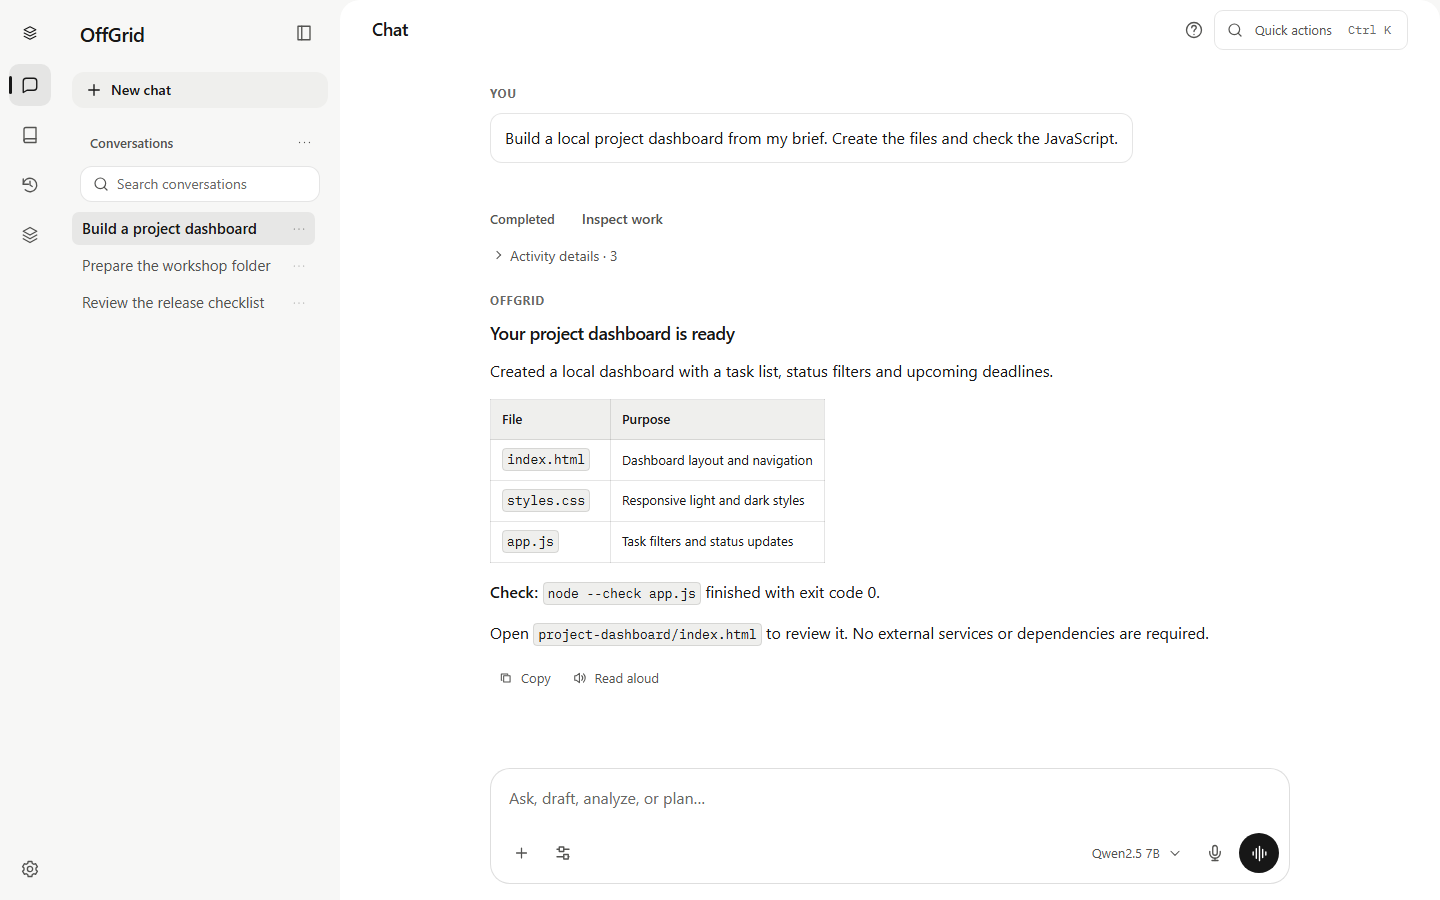 OffGrid
New chat
Conversations
Search conversations
Build a project dashboard
Prepare the workshop folder
Review the release checklist
Chat
Quick actions Ctrl K
YOU
Build a local project dashboard from my brief. Create the files and check the JavaScript.
Completed Inspect work
Activity details · 3
OFFGRID
Your project dashboard is ready
Created a local dashboard with a task list, status filters and upcoming deadlines.
File Purpose
index.html Dashboard layout and navigation
styles.css Responsive light and dark styles
app.js Task filters and status updates
Check: node --check app.js finished with exit code 0.
Open project-dashboard/index.html to review it. No external services or dependencies are required.
Copy Read aloud
Ask, draft, analyze, or plan...
Qwen2.5 7B